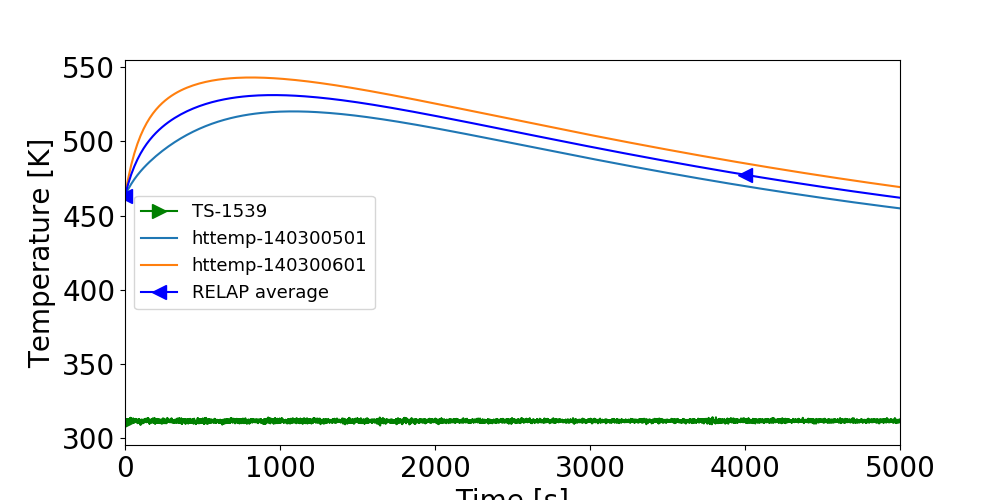 Temperature [K]
550
500
450
400
350
300
TS-1539
httemp-140300501
httemp-140300601
RELAP average
0 1000 2000 3000 4000 5000
Time [s]